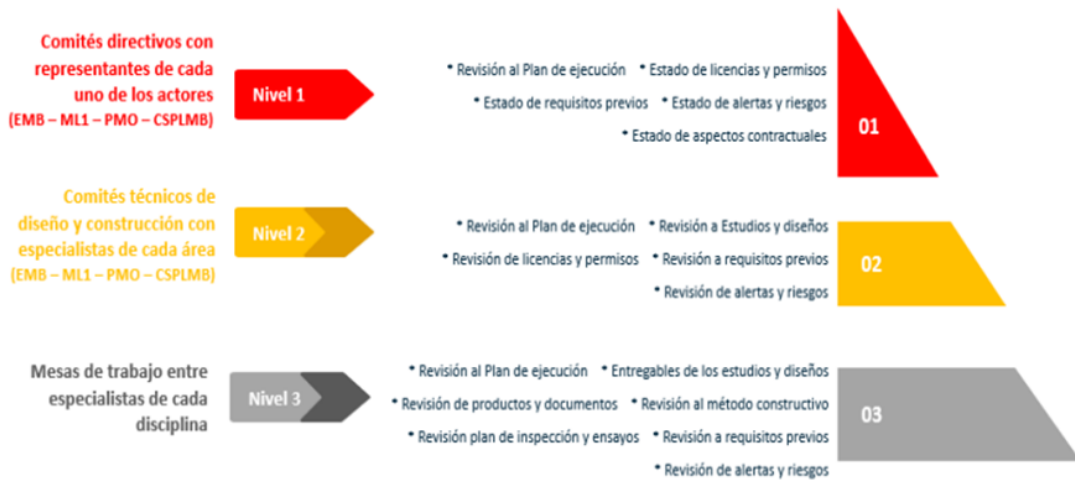 Comités directivos con
representantes de cada
uno de los actores
(EMB – ML1 – PMO – CSPLMB)
Nivel 1
* Revisión al Plan de ejecución * Estado de licencias y permisos
* Estado de requisitos previos * Estado de alertas y riesgos
* Estado de aspectos contractuales
01
Comités técnicos de
diseño y construcción con
especialistas de cada área
(EMB – ML1 – PMO – CSPLMB)
Nivel 2
* Revisión al Plan de ejecución * Revisión a Estudios y diseños
* Revisión de licencias y permisos * Revisión a requisitos previos
* Revisión de alertas y riesgos
02
Mesas de trabajo entre
especialistas de cada
disciplina
Nivel 3
* Revisión al Plan de ejecución * Entregables de los estudios y diseños
* Revisión de productos y documentos * Revisión al método constructivo
* Revisión plan de inspección y ensayos * Revisión a requisitos previos
* Revisión de alertas y riesgos
03